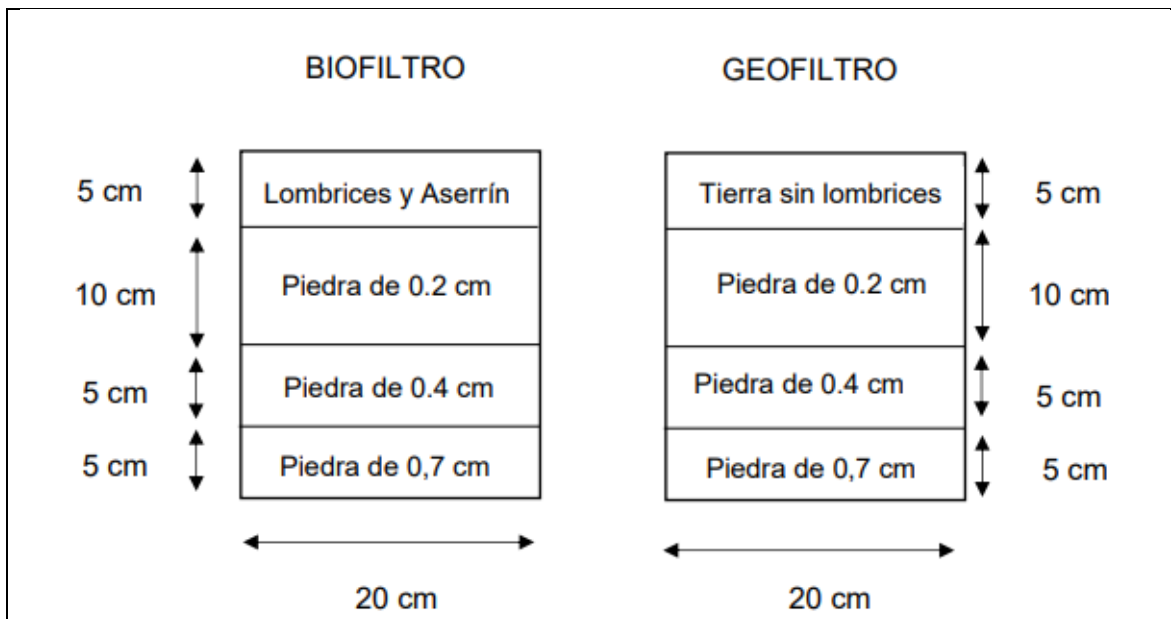 BIOFILTRO
GEOFILTRO
5 cm
Lombrices y Aserrín
Tierra sin lombrices
5 cm
10 cm
Piedra de 0.2 cm
Piedra de 0.2 cm
10 cm
5 cm
Piedra de 0.4 cm
Piedra de 0.4 cm
5 cm
5 cm
Piedra de 0,7 cm
Piedra de 0,7 cm
5 cm
20 cm
20 cm